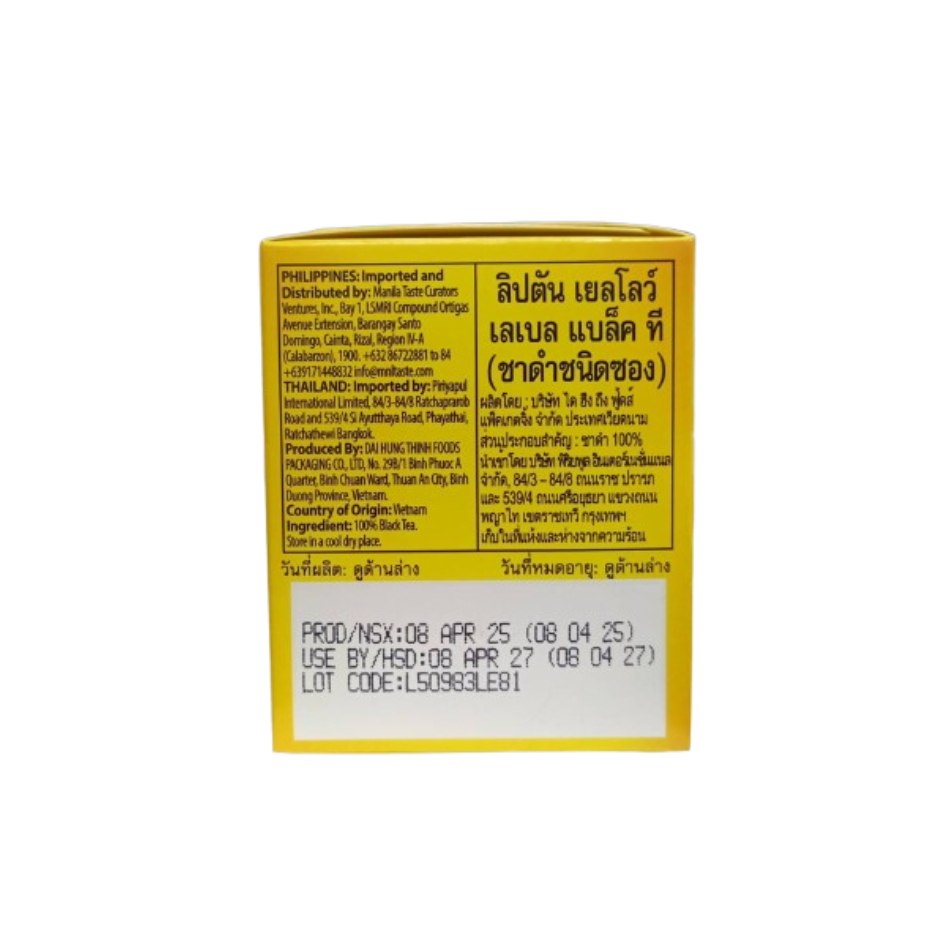 PHILIPPINES: Imported and
Distributed by: Manila Taste Curators
Ventures, Inc., Bay 1, LSMRI Compound Ortigas
Avenue Extension, Barangay Santo
Domingo, Cainta, Rizal, Region IV-A
(Calabarzon), 1900. +632 86722881 to 84
+639171448832 info@mnltaste.com
THAILAND: Imported by: Piriyapul
International Limited, 84/3-84/8 Ratchaprarob
Road and 539/4 Si Ayutthaya Road, Phayathai,
Ratchathewi Bangkok.
Produced By: DAI HUNG THINH FOODS
PACKAGING CO., LTD, No. 29B/1 Binh Phuoc A
Quarter, Binh Chuan Ward, Thuan An City, Binh
Duong Province, Vietnam.
Country of Origin: Vietnam
Ingredient: 100% Black Tea.
Store in a cool dry place.
ลิปตัน เยลโลว์
เลเบล แบล็ค ที
(ชาดำชนิดซอง)
ผลิตโดย : บริษัท ได ฮึง ถิง ฟู้ดส์
แพ็คเกดจิ้ง จำกัด ประเทศเวียดนาม
ส่วนประกอบสำคัญ : ชาดำ 100%
นำเข้าโดย บริษัท พิริยพูล อินเตอร์เนชั่นแนล
จำกัด, 84/3 – 84/8 ถนนราชปรารภ
และ 539/4 ถนนศรีอยุธยา แขวงถนน
พญาไท เขตราชเทวี กรุงเทพฯ
เก็บในที่แห้งและห่างจากความร้อน
วันที่ผลิต: ดูด้านล่าง วันที่หมดอายุ: ดูด้านล่าง
PROD/NSX:08 APR 25 (08 04 25)
USE BY/HSD:08 APR 27 (08 04 27)
LOT CODE:L50983LE81